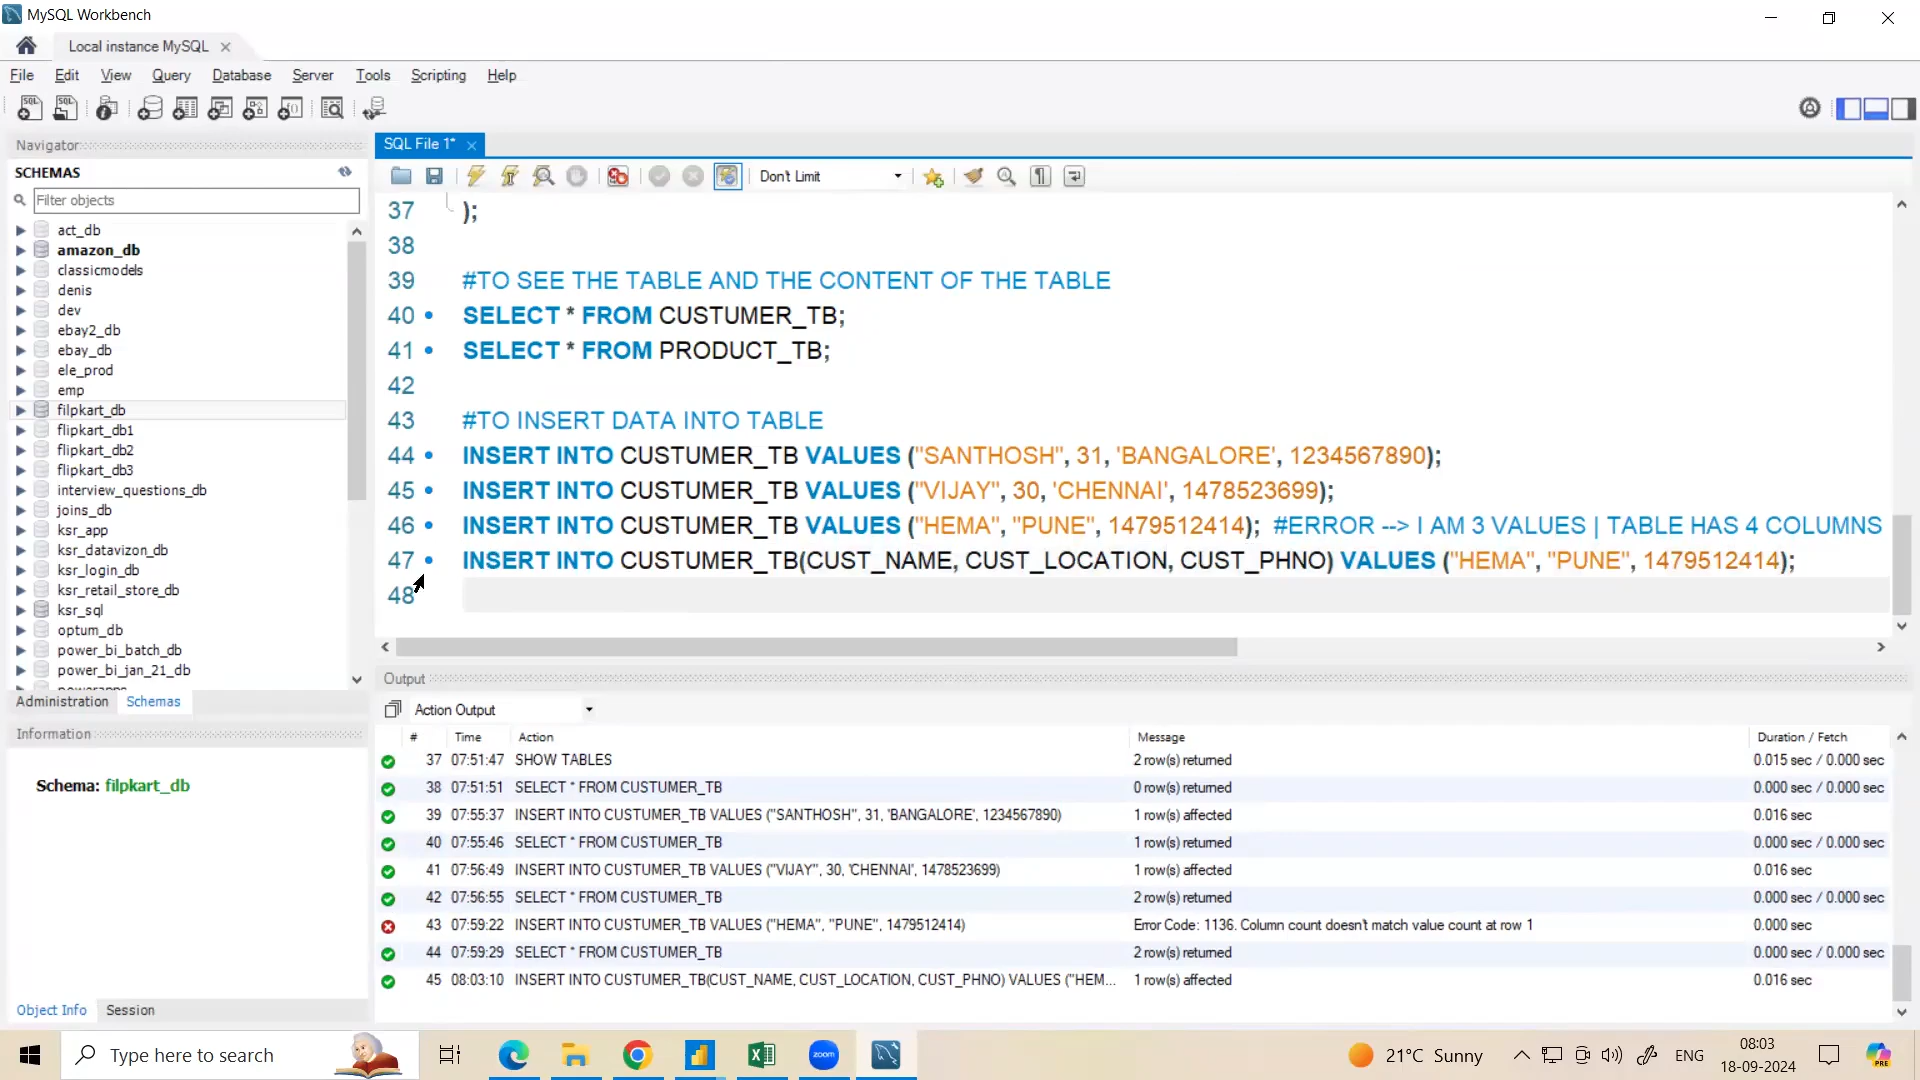 MySQL Workbench
Local instance MySQL
File Edit View Query Database Server Tools Scripting Help
Navigator
SCHEMAS
Filter objects
act_db
amazon_db
classicmodels
denis
dev
ebay2_db
ebay_db
ele_prod
emp
filpkart_db
flipkart_db1
flipkart_db2
flipkart_db3
interview_questions_db
joins_db
ksr_app
ksr_datavizon_db
ksr_login_db
ksr_retail_store_db
ksr_sql
optum_db
power_bi_batch_db
power_bi_jan_21_db
Administration Schemas
Information
Schema: filpkart_db
Object Info Session
SQL File 1*
Don't Limit
37 );
38
39 #TO SEE THE TABLE AND THE CONTENT OF THE TABLE
40 SELECT * FROM CUSTUMER_TB;
41 SELECT * FROM PRODUCT_TB;
42
43 #TO INSERT DATA INTO TABLE
44 INSERT INTO CUSTUMER_TB VALUES ("SANTHOSH", 31, 'BANGALORE', 1234567890);
45 INSERT INTO CUSTUMER_TB VALUES ("VIJAY", 30, 'CHENNAI', 1478523699);
46 INSERT INTO CUSTUMER_TB VALUES ("HEMA", "PUNE", 1479512414); #ERROR --> I AM 3 VALUES | TABLE HAS 4 COLUMNS
47 INSERT INTO CUSTUMER_TB(CUST_NAME, CUST_LOCATION, CUST_PHNO) VALUES ("HEMA", "PUNE", 1479512414);
48
Output
Action Output
# Time Action Message Duration / Fetch
37 07:51:47 SHOW TABLES 2 row(s) returned 0.015 sec / 0.000 sec
38 07:51:51 SELECT * FROM CUSTUMER_TB 0 row(s) returned 0.000 sec / 0.000 sec
39 07:55:37 INSERT INTO CUSTUMER_TB VALUES ("SANTHOSH", 31, 'BANGALORE', 1234567890) 1 row(s) affected 0.016 sec
40 07:55:46 SELECT * FROM CUSTUMER_TB 1 row(s) returned 0.000 sec / 0.000 sec
41 07:56:49 INSERT INTO CUSTUMER_TB VALUES ("VIJAY", 30, 'CHENNAI', 1478523699) 1 row(s) affected 0.016 sec
42 07:56:55 SELECT * FROM CUSTUMER_TB 2 row(s) returned 0.000 sec / 0.000 sec
43 07:59:22 INSERT INTO CUSTUMER_TB VALUES ("HEMA", "PUNE", 1479512414) Error Code: 1136. Column count doesn't match value count at row 1 0.000 sec
44 07:59:29 SELECT * FROM CUSTUMER_TB 2 row(s) returned 0.000 sec / 0.000 sec
45 08:03:10 INSERT INTO CUSTUMER_TB(CUST_NAME, CUST_LOCATION, CUST_PHNO) VALUES ("HEM... 1 row(s) affected 0.016 sec
Type here to search
zoom
21°C Sunny
ENG
08:03
18-09-2024
PRE